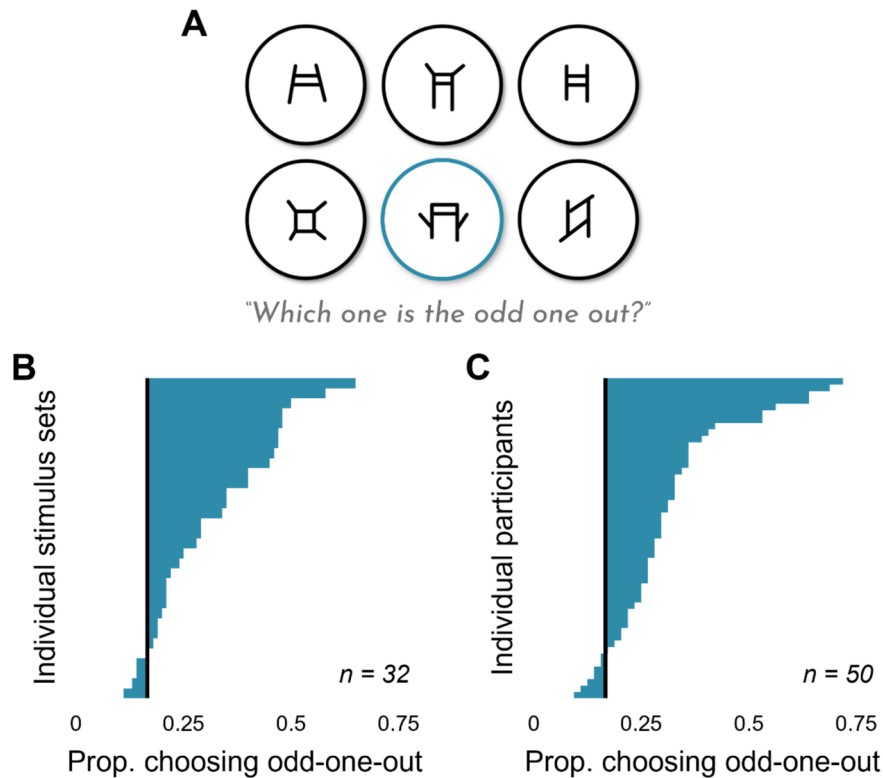 A
"Which one is the odd one out?"
B
Individual stimulus sets
n = 32
0 0.25 0.5 0.75
Prop. choosing odd-one-out
C
Individual participants
n = 50
0 0.25 0.5 0.75
Prop. choosing odd-one-out